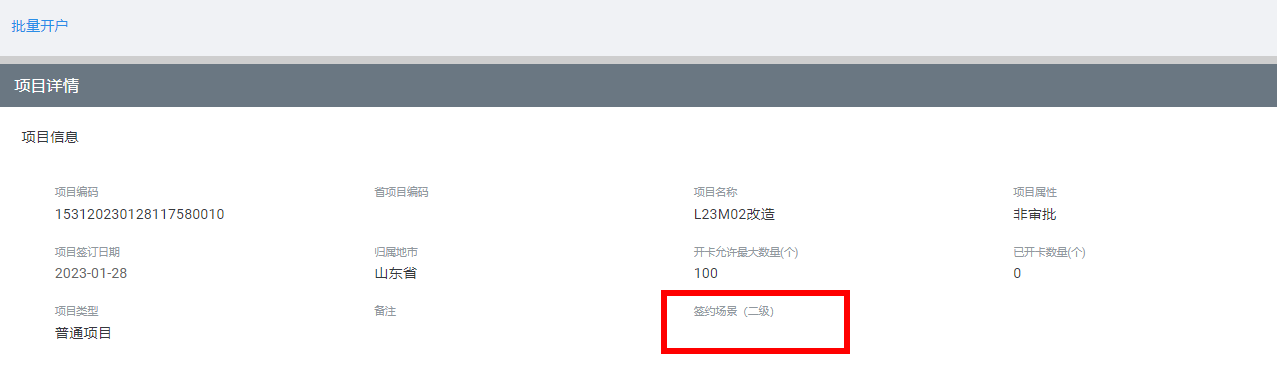 批量开户
项目详情
项目信息
项目编码 省项目编码 项目名称 项目属性
153120230128117580010 L23M02改造 非审批
项目签订日期 归属地市 开卡允许最大数量(个) 已开卡数量(个)
2023-01-28 山东省 100 0
项目类型 备注 签约场景（二级）
普通项目